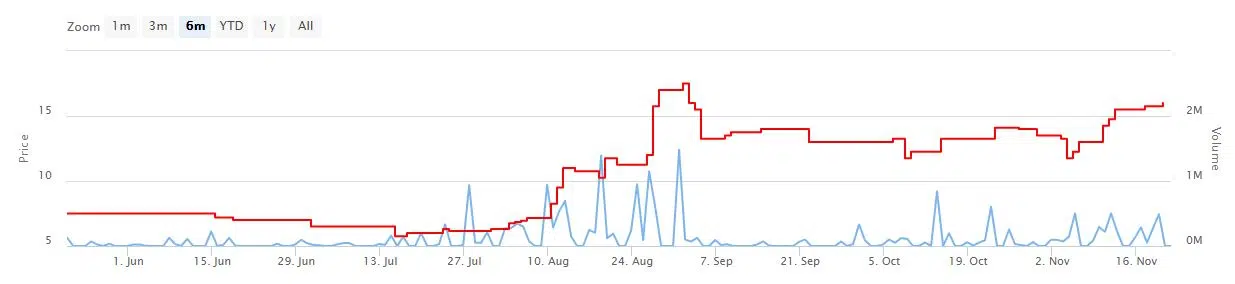 Zoom 1m 3m 6m YTD 1y All
15
10
5
Price
2M
1M
0M
Volume
1. Jun 15. Jun 29. Jun 13. Jul 27. Jul 10. Aug 24. Aug 7. Sep 21. Sep 5. Oct 19. Oct 2. Nov 16. Nov